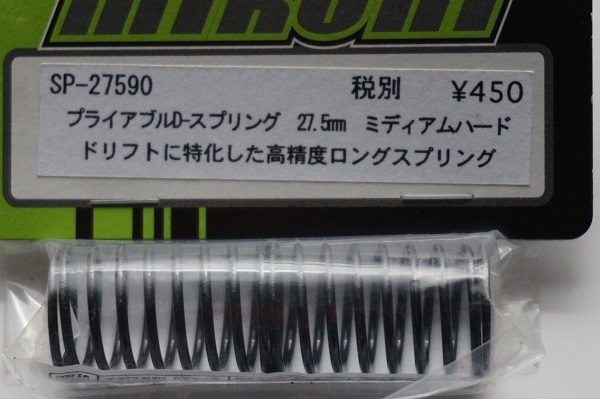 SP-27590 税別 ¥450
プライアブルD-スプリング 27.5mm ミディアムハード
ドリフトに特化した高精度ロングスプリング